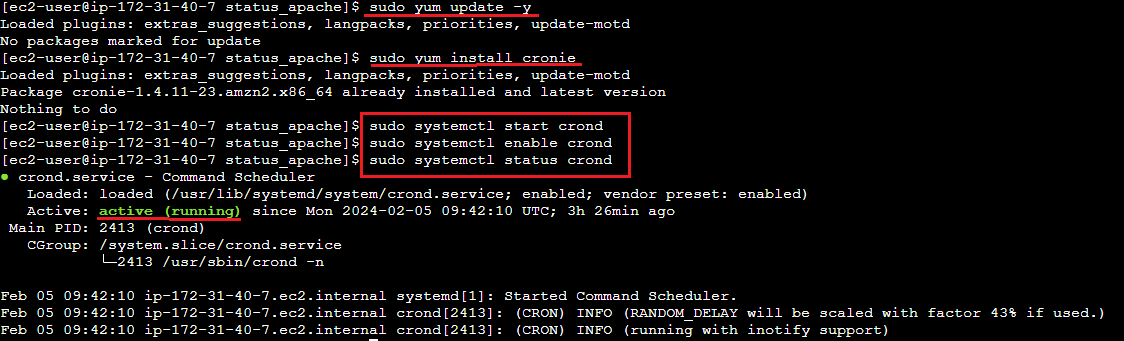 [ec2-user@ip-172-31-40-7 status_apache]$ sudo yum update -y
Loaded plugins: extras_suggestions, langpacks, priorities, update-motd
No packages marked for update
[ec2-user@ip-172-31-40-7 status_apache]$ sudo yum install cronie
Loaded plugins: extras_suggestions, langpacks, priorities, update-motd
Package cronie-1.4.11-23.amzn2.x86_64 already installed and latest version
Nothing to do
[ec2-user@ip-172-31-40-7 status_apache]$ sudo systemctl start crond
[ec2-user@ip-172-31-40-7 status_apache]$ sudo systemctl enable crond
[ec2-user@ip-172-31-40-7 status_apache]$ sudo systemctl status crond
● crond.service - Command Scheduler
   Loaded: loaded (/usr/lib/systemd/system/crond.service; enabled; vendor preset: enabled)
   Active: active (running) since Mon 2024-02-05 09:42:10 UTC; 3h 26min ago
 Main PID: 2413 (crond)
   CGroup: /system.slice/crond.service
           └─2413 /usr/sbin/crond -n

Feb 05 09:42:10 ip-172-31-40-7.ec2.internal systemd[1]: Started Command Scheduler.
Feb 05 09:42:10 ip-172-31-40-7.ec2.internal crond[2413]: (CRON) INFO (RANDOM_DELAY will be scaled with factor 43% if used.)
Feb 05 09:42:10 ip-172-31-40-7.ec2.internal crond[2413]: (CRON) INFO (running with inotify support)